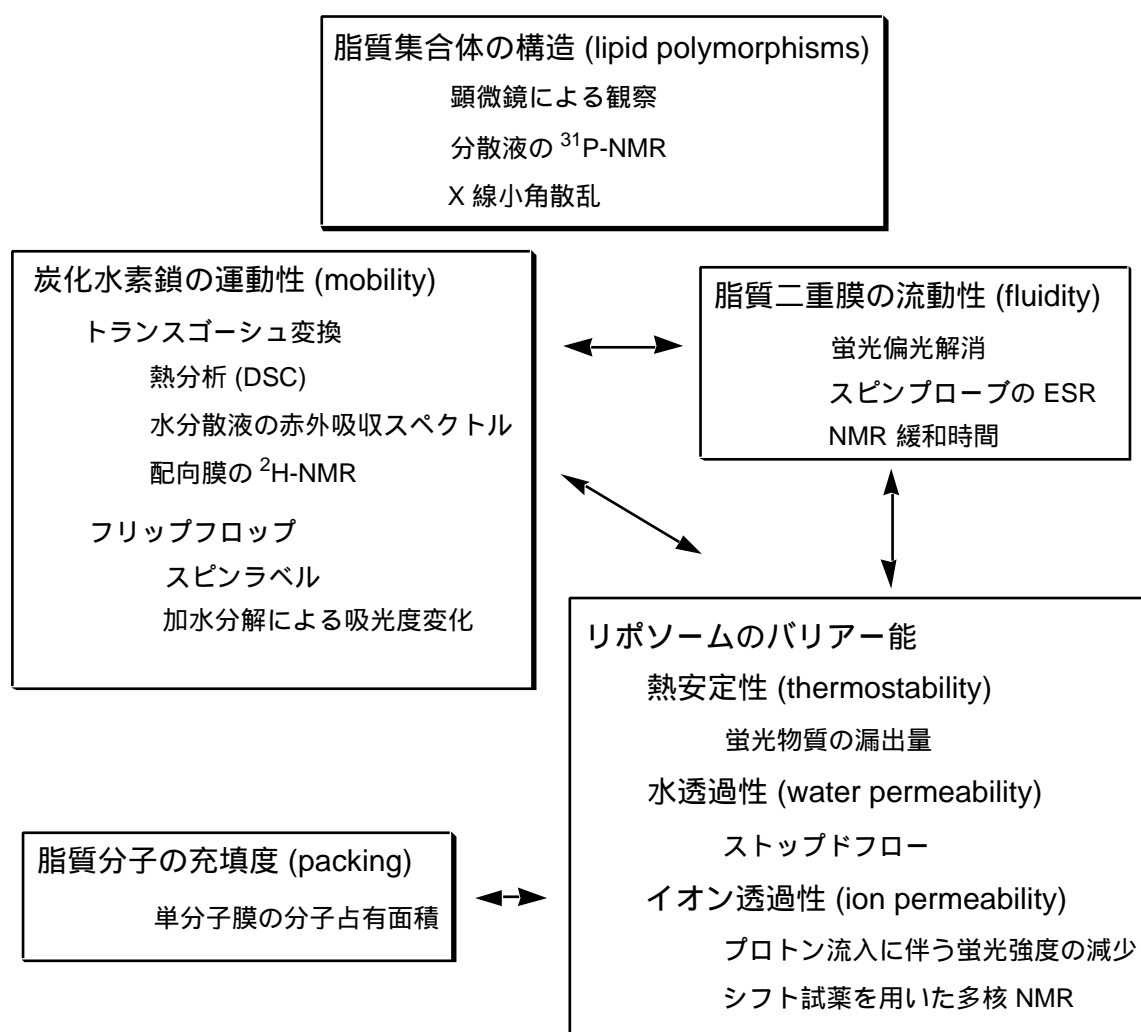 脂質集合体の構造 (lipid polymorphisms)
顕微鏡による観察
分散液の ³¹P-NMR
X 線小角散乱
炭化水素鎖の運動性 (mobility)
トランスゴーシュ変換
熱分析 (DSC)
水分散液の赤外吸収スペクトル
配向膜の ²H-NMR
フリップフロップ
スピンラベル
加水分解による吸光度変化
脂質二重膜の流動性 (fluidity)
蛍光偏光解消
スピンプローブの ESR
NMR 緩和時間
リポソームのバリアー能
熱安定性 (thermostability)
蛍光物質の漏出量
水透過性 (water permeability)
ストップドフロー
イオン透過性 (ion permeability)
プロトン流入に伴う蛍光強度の減少
シフト試薬を用いた多核 NMR
脂質分子の充填度 (packing)
単分子膜の分子占有面積